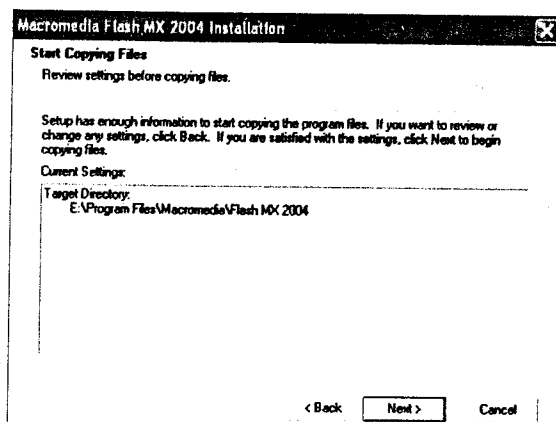 Macromedia Flash MX 2004 Installation
Start Copying Files
Review settings before copying files.
Setup has enough information to start copying the program files. If you want to review or
change any settings, click Back. If you are satisfied with the settings, click Next to begin
copying files.
Current Settings:
Target Directory:
E:\Program Files\Macromedia\Flash MX 2004
< Back Next > Cancel